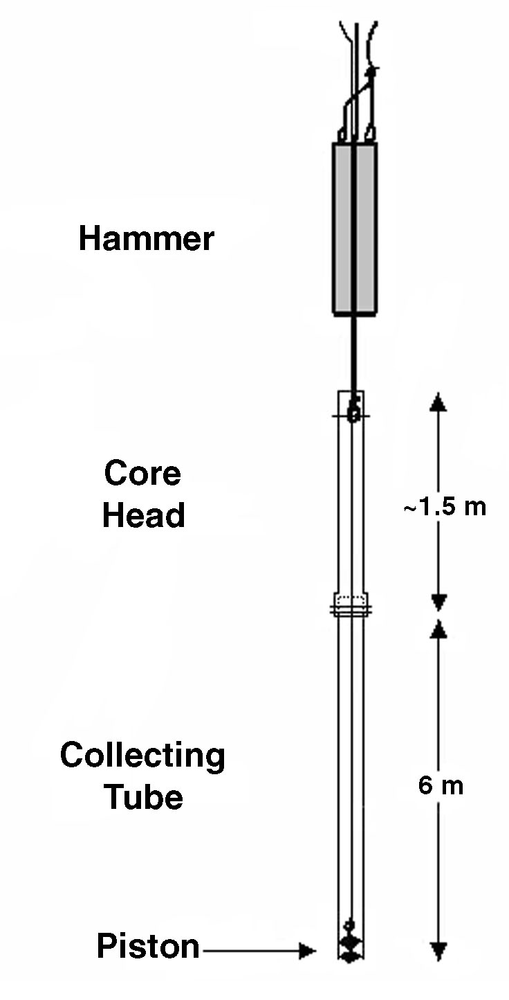 Hammer
Core
Head
~1.5 m
Collecting
Tube
6 m
Piston